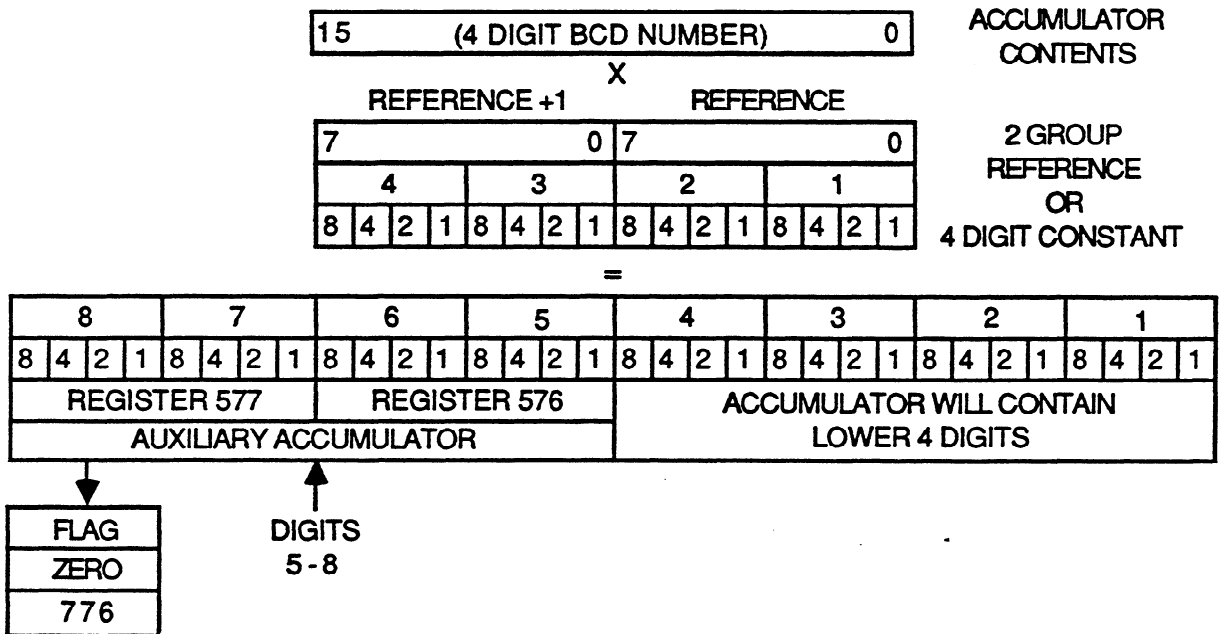 15 (4 DIGIT BCD NUMBER) 0
ACCUMULATOR
CONTENTS
X
REFERENCE +1 REFERENCE
7 0 7 0
4 3 2 1
8 4 2 1 8 4 2 1 8 4 2 1 8 4 2 1
2 GROUP
REFERENCE
OR
4 DIGIT CONSTANT
=
8 7 6 5 4 3 2 1
8 4 2 1 8 4 2 1 8 4 2 1 8 4 2 1 8 4 2 1 8 4 2 1 8 4 2 1 8 4 2 1
REGISTER 577 REGISTER 576
AUXILIARY ACCUMULATOR
ACCUMULATOR WILL CONTAIN
LOWER 4 DIGITS
FLAG
ZERO
776
DIGITS
5 - 8